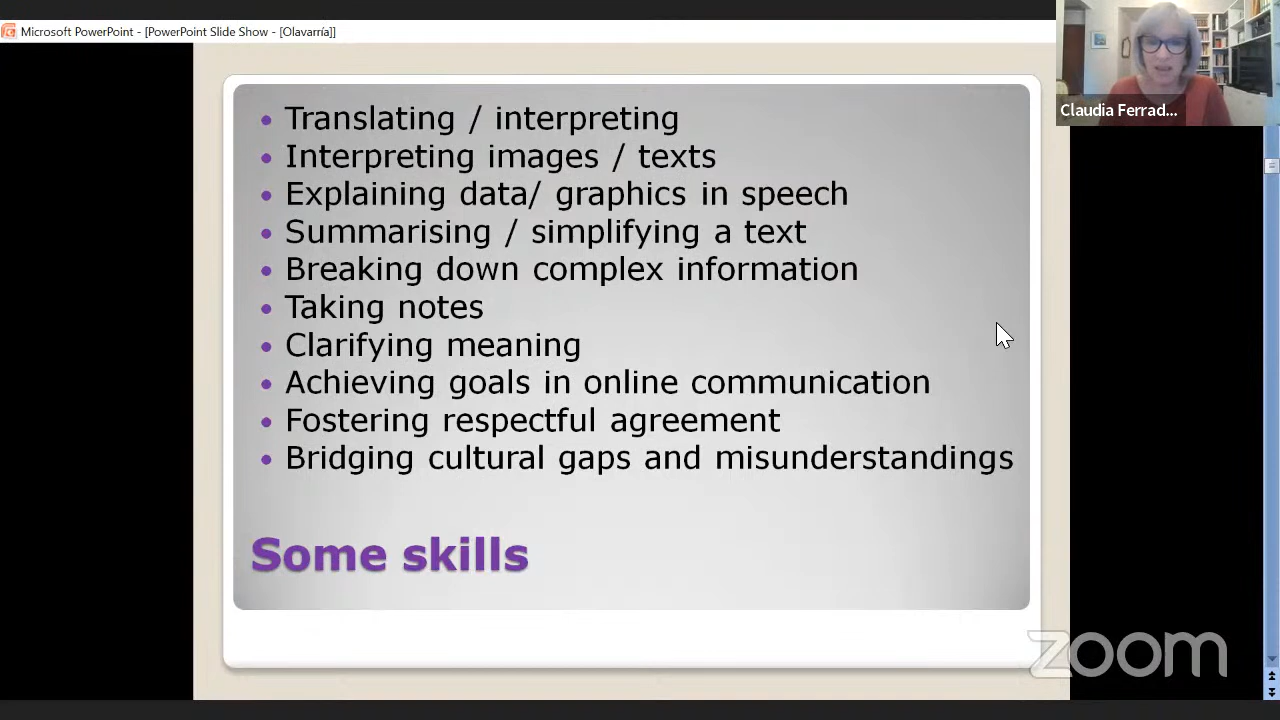 Microsoft PowerPoint - [PowerPoint Slide Show - [Olavarría]]
Claudia Ferrad...
• Translating / interpreting
• Interpreting images / texts
• Explaining data/ graphics in speech
• Summarising / simplifying a text
• Breaking down complex information
• Taking notes
• Clarifying meaning
• Achieving goals in online communication
• Fostering respectful agreement
• Bridging cultural gaps and misunderstandings
Some skills
zoom